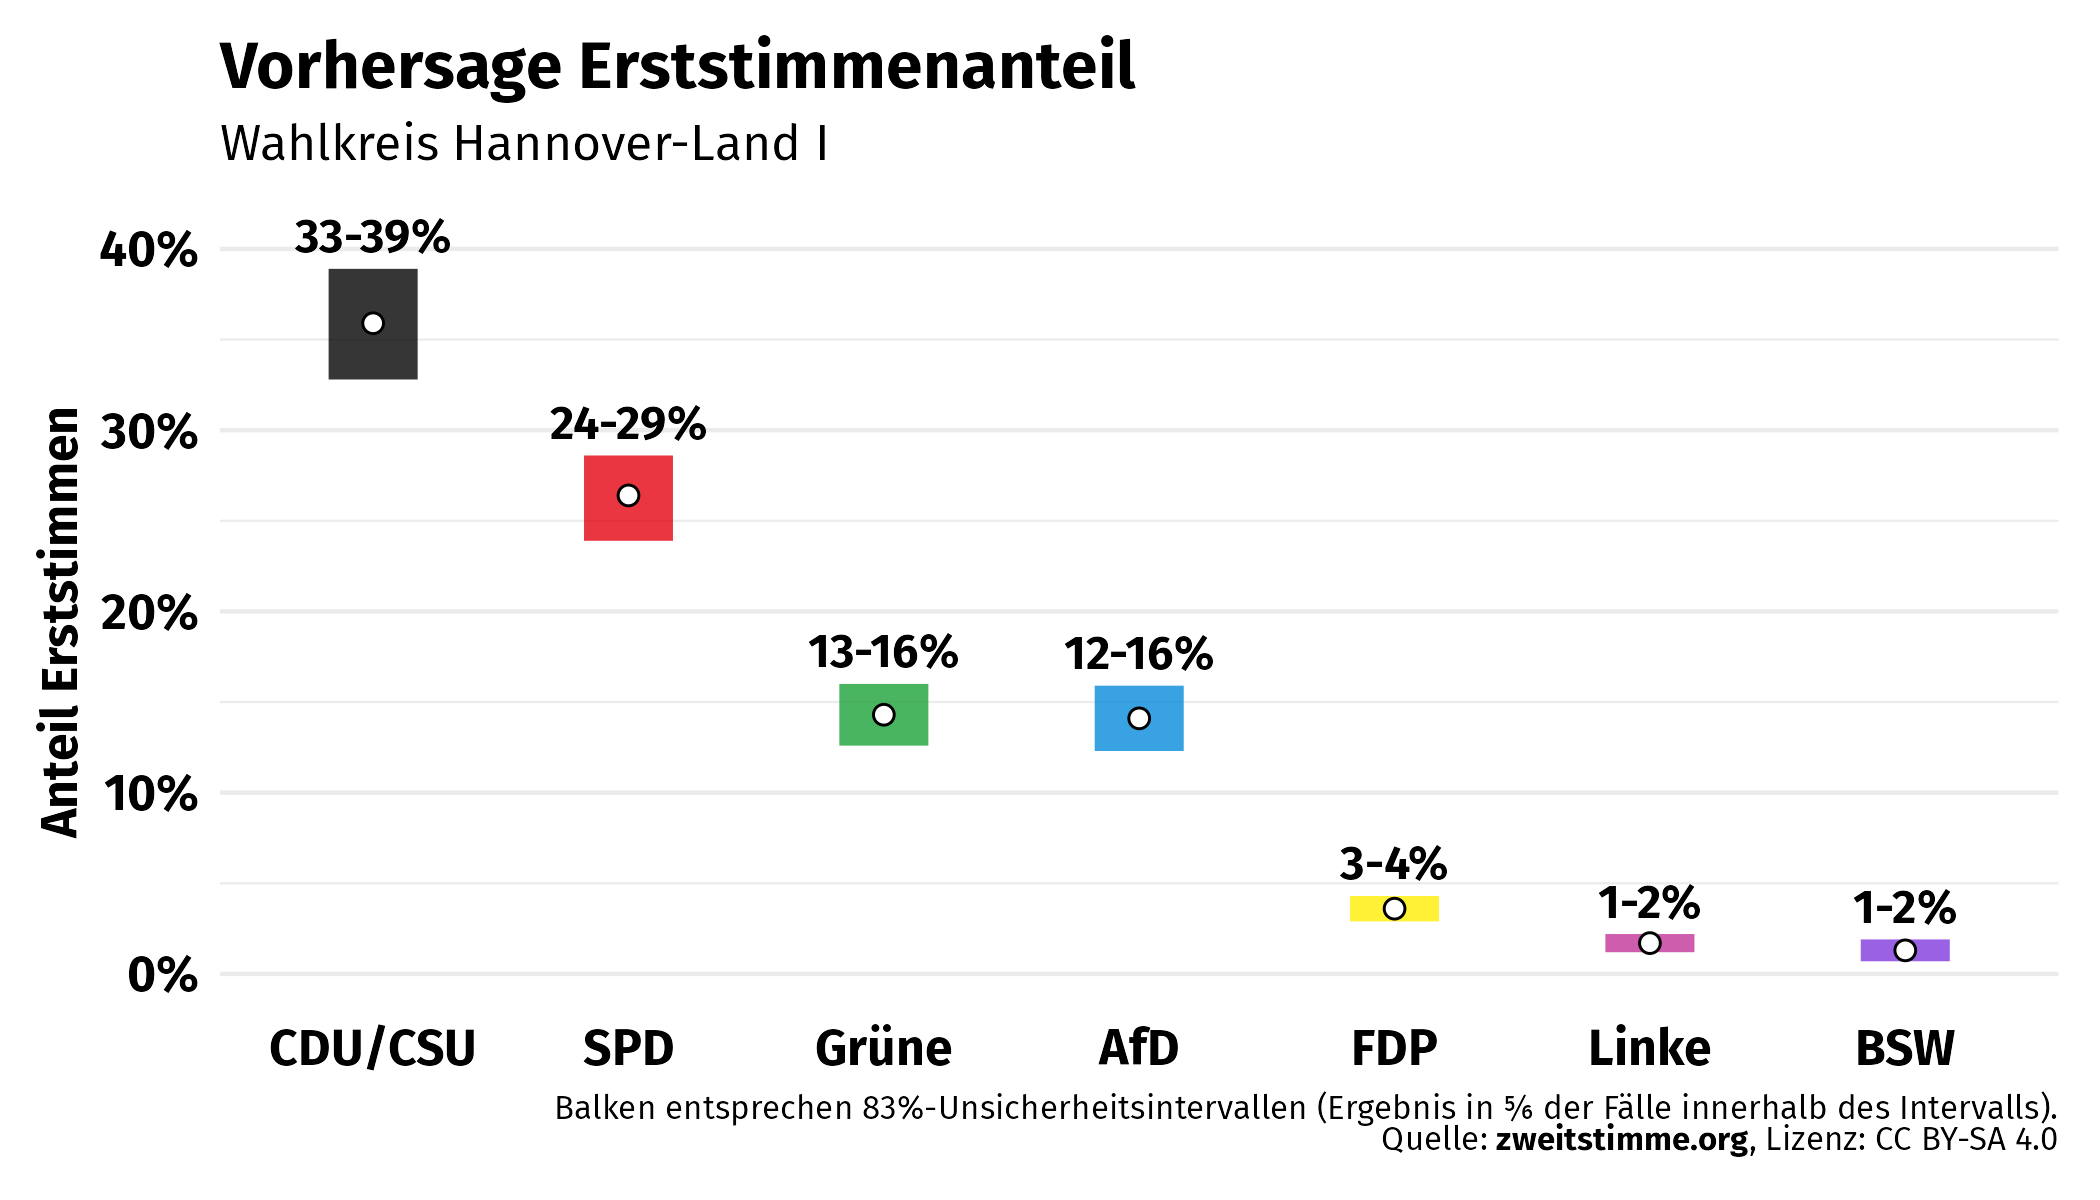 Vorhersage Erststimmenanteil
Wahlkreis Hannover-Land I
Anteil Erststimmen
40%
30%
20%
10%
0%
33-39%
24-29%
13-16%
12-16%
3-4%
1-2%
1-2%
CDU/CSU SPD Grüne AfD FDP Linke BSW
Balken entsprechen 83%-Unsicherheitsintervallen (Ergebnis in ⅚ der Fälle innerhalb des Intervalls).
Quelle: zweitstimme.org, Lizenz: CC BY-SA 4.0